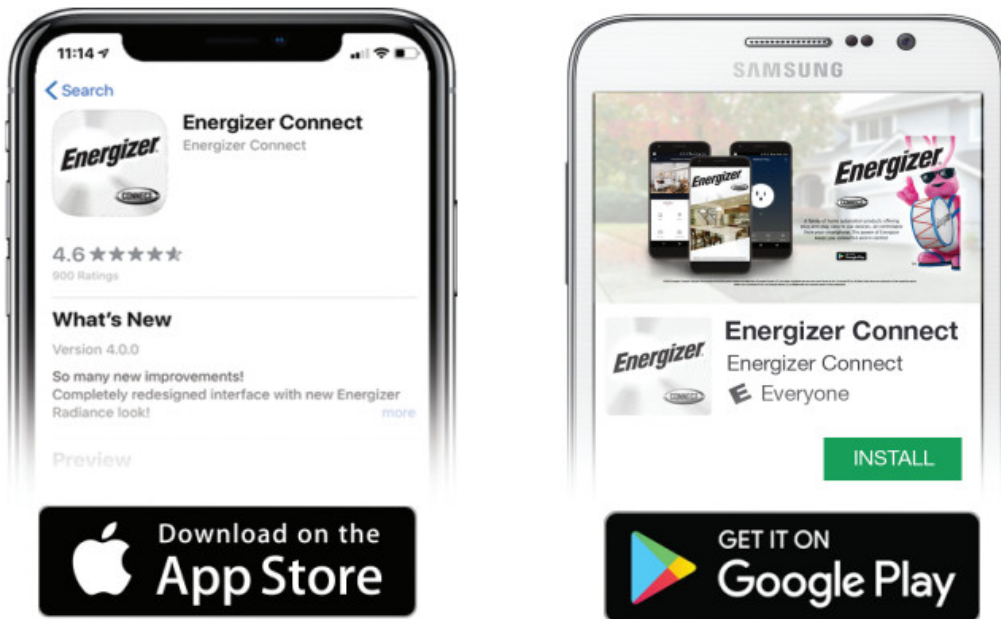 11:14
Search
Energizer
CONNECT
Energizer Connect
Energizer Connect
4.6
900 Ratings
What's New
Version 4.0.0
So many new improvements!
Completely redesigned interface with new Energizer
Radiance look!
more
Preview
Download on the
App Store
SAMSUNG
Energizer
Energizer
CONNECT
Energizer
CONNECT
Energizer Connect
Energizer Connect
E Everyone
INSTALL
GET IT ON
Google Play